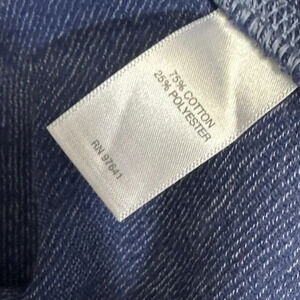 75% COTTON
25% POLYESTER
RN 97641